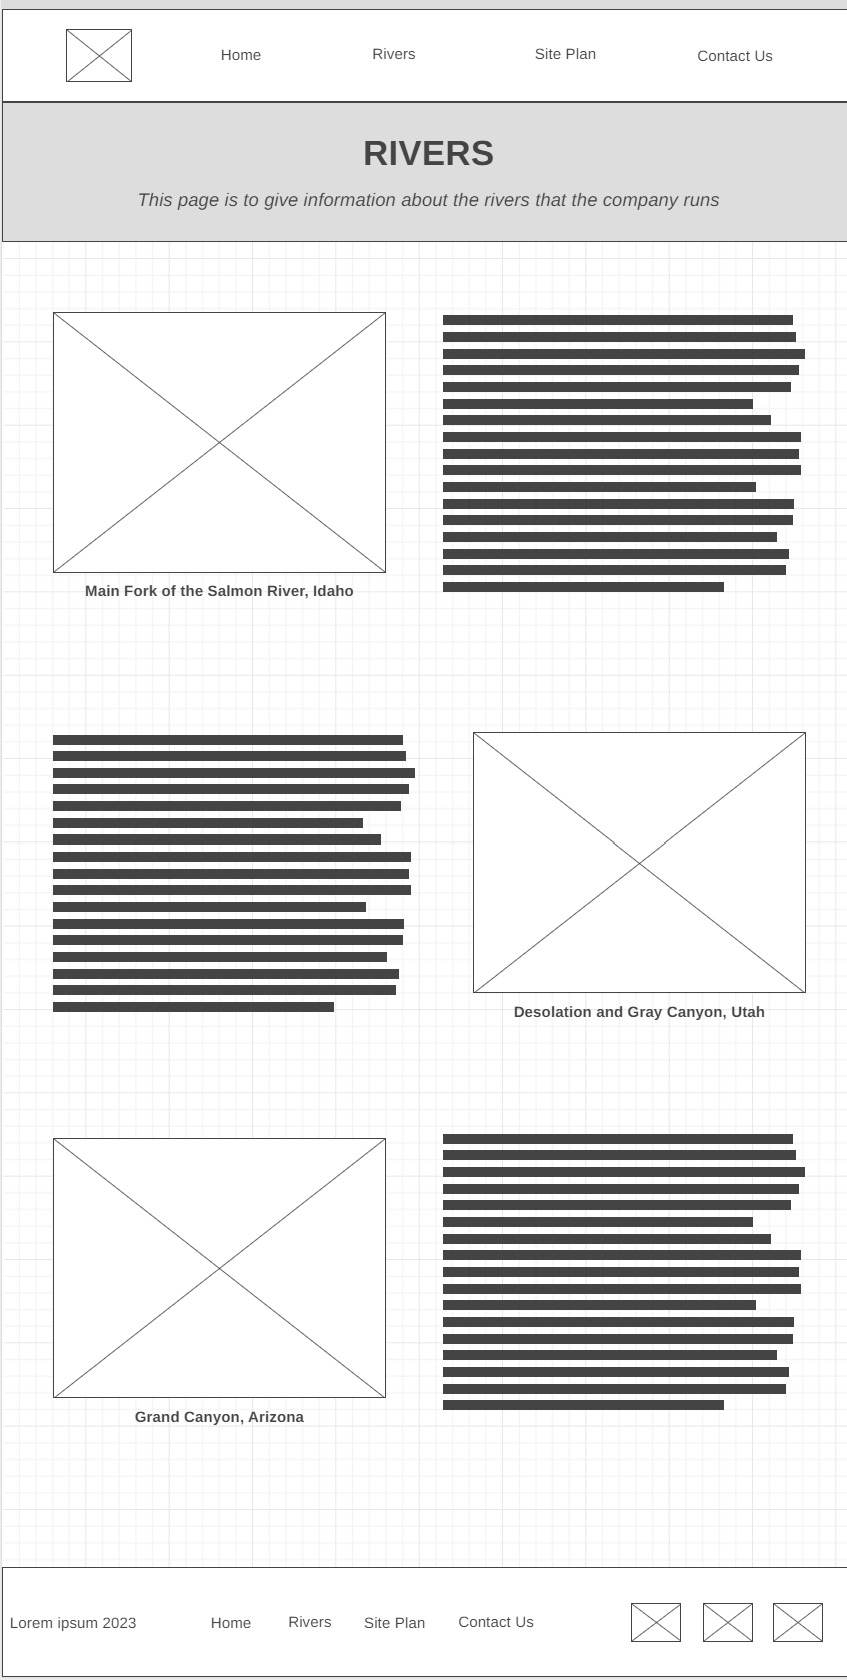 Home Rivers Site Plan Contact Us
RIVERS
This page is to give information about the rivers that the company runs
Main Fork of the Salmon River, Idaho
Desolation and Gray Canyon, Utah
Grand Canyon, Arizona
Lorem ipsum 2023 Home Rivers Site Plan Contact Us